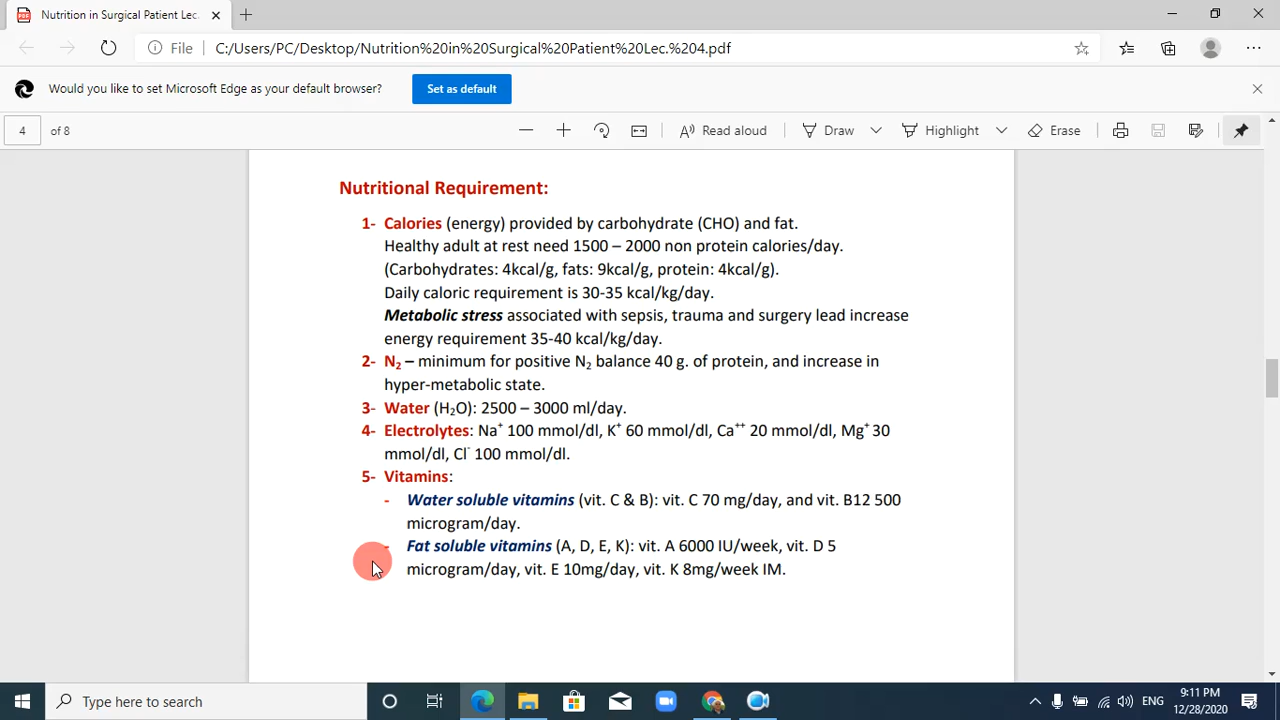 Nutrition in Surgical Patient Lec.
File
C:/Users/PC/Desktop/Nutrition%20in%20Surgical%20Patient%20Lec.%204.pdf
Would you like to set Microsoft Edge as your default browser?
Set as default
4 of 8
Read aloud
Draw
Highlight
Erase
Nutritional Requirement:
1- Calories (energy) provided by carbohydrate (CHO) and fat.
Healthy adult at rest need 1500 – 2000 non protein calories/day.
(Carbohydrates: 4kcal/g, fats: 9kcal/g, protein: 4kcal/g).
Daily caloric requirement is 30-35 kcal/kg/day.
Metabolic stress associated with sepsis, trauma and surgery lead increase
energy requirement 35-40 kcal/kg/day.
2- N₂ – minimum for positive N₂ balance 40 g. of protein, and increase in
hyper-metabolic state.
3- Water (H₂O): 2500 – 3000 ml/day.
4- Electrolytes: Na⁺ 100 mmol/dl, K⁺ 60 mmol/dl, Ca⁺⁺ 20 mmol/dl, Mg⁺ 30
mmol/dl, Cl⁻ 100 mmol/dl.
5- Vitamins:
- Water soluble vitamins (vit. C & B): vit. C 70 mg/day, and vit. B12 500
microgram/day.
- Fat soluble vitamins (A, D, E, K): vit. A 6000 IU/week, vit. D 5
microgram/day, vit. E 10mg/day, vit. K 8mg/week IM.
Type here to search
ENG
9:11 PM
12/28/2020